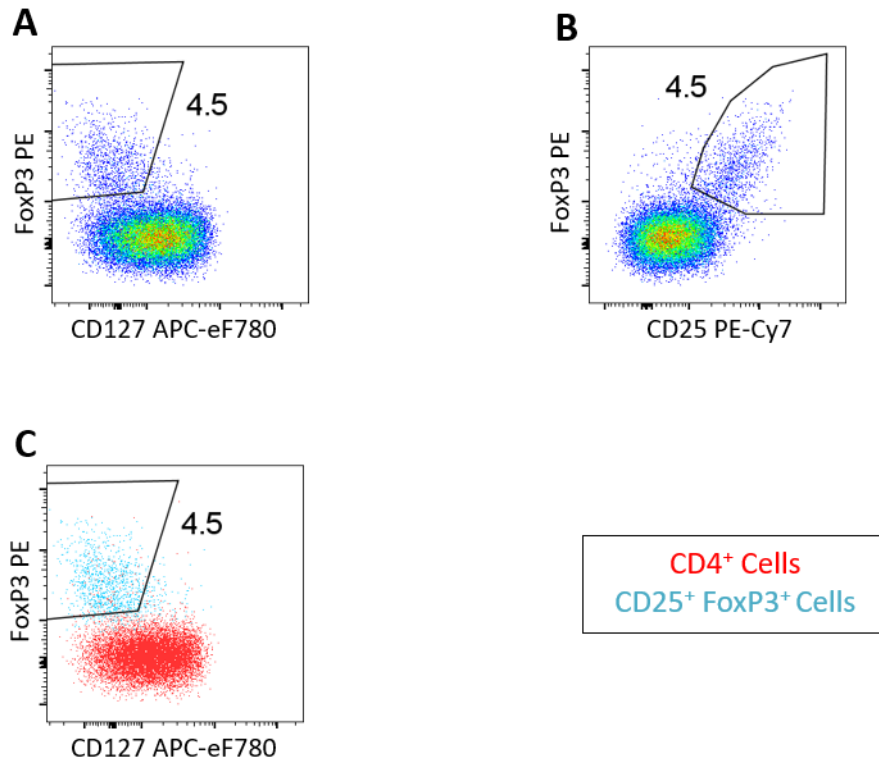 A
FoxP3 PE
4.5
CD127 APC-eF780
B
FoxP3 PE
4.5
CD25 PE-Cy7
C
FoxP3 PE
4.5
CD127 APC-eF780
CD4⁺ Cells
CD25⁺ FoxP3⁺ Cells